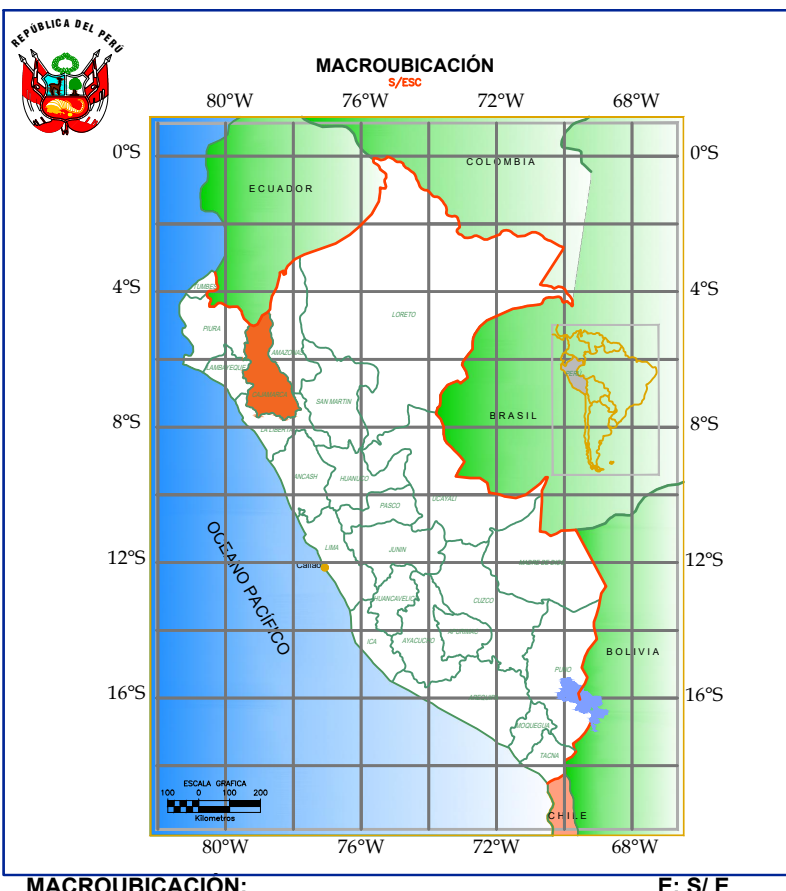 REPÚBLICA DEL PERÚ
MACROUBICACIÓN
S/ESC
80°W 76°W 72°W 68°W
0°S 0°S
COLOMBIA
ECUADOR
4°S 4°S
TUMBES
LORETO
PIURA
AMAZONAS
LAMBAYEQUE
PERU
CAJAMARCA
SAN MARTIN
BRASIL
8°S 8°S
LA LIBERTAD
ANCASH HUANUCO
UCAYALI
PASCO
OCEANO PACÍFICO
LIMA JUNIN
12°S 12°S
Callao
MADRE DE DIOS
HUANCAVELICA CUZCO
ICA AYACUCHO APURIMAC
BOLIVIA
PUNO
16°S 16°S
AREQUIPA
MOQUEGUA
TACNA
ESCALA GRAFICA
100 0 100 200
Kilometros
CHILE
80°W 76°W 72°W 68°W
MACROUBICACIÓN: E: S/ E